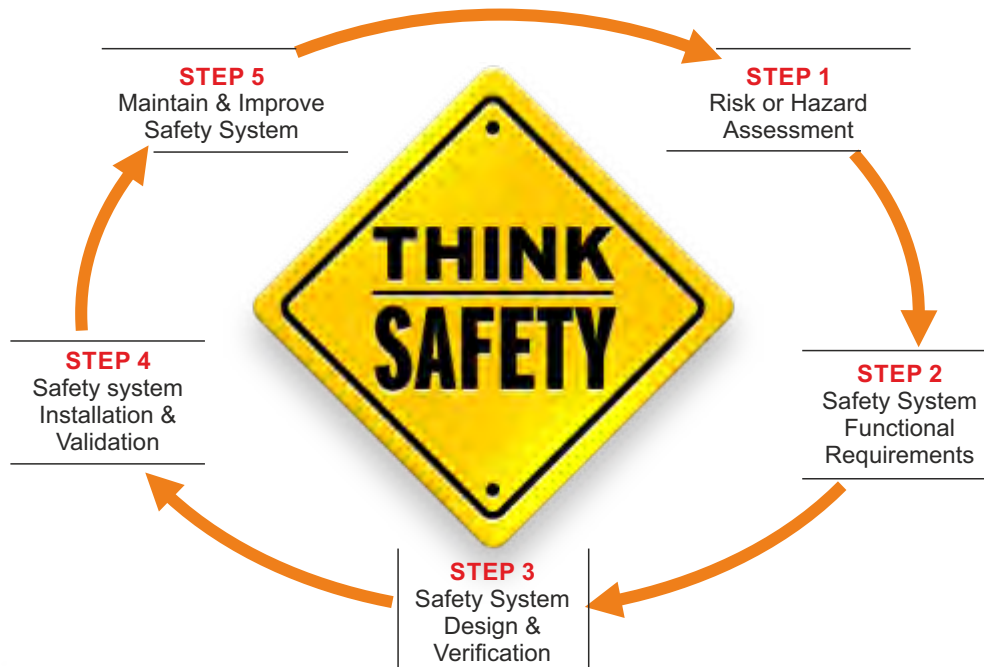 STEP 5
Maintain & Improve
Safety System
STEP 1
Risk or Hazard
Assessment
THINK
SAFETY
STEP 4
Safety system
Installation &
Validation
STEP 2
Safety System
Functional
Requirements
STEP 3
Safety System
Design &
Verification